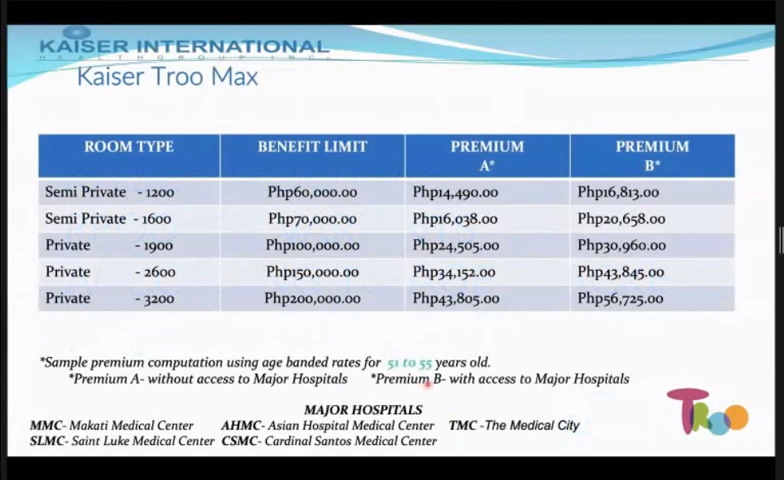 KAISER INTERNATIONAL
HEALTHGROUP INC.
Kaiser Troo Max
ROOM TYPE BENEFIT LIMIT PREMIUM A* PREMIUM B*
Semi Private - 1200 Php60,000.00 Php14,490.00 Php16,813.00
Semi Private - 1600 Php70,000.00 Php16,038.00 Php20,658.00
Private - 1900 Php100,000.00 Php24,505.00 Php30,960.00
Private - 2600 Php150,000.00 Php34,152.00 Php43,845.00
Private - 3200 Php200,000.00 Php43,805.00 Php56,725.00
*Sample premium computation using age banded rates for 51 to 55 years old.
*Premium A- without access to Major Hospitals *Premium B- with access to Major Hospitals
MAJOR HOSPITALS
MMC- Makati Medical Center AHMC- Asian Hospital Medical Center TMC -The Medical City
SLMC- Saint Luke Medical Center CSMC- Cardinal Santos Medical Center
Troo